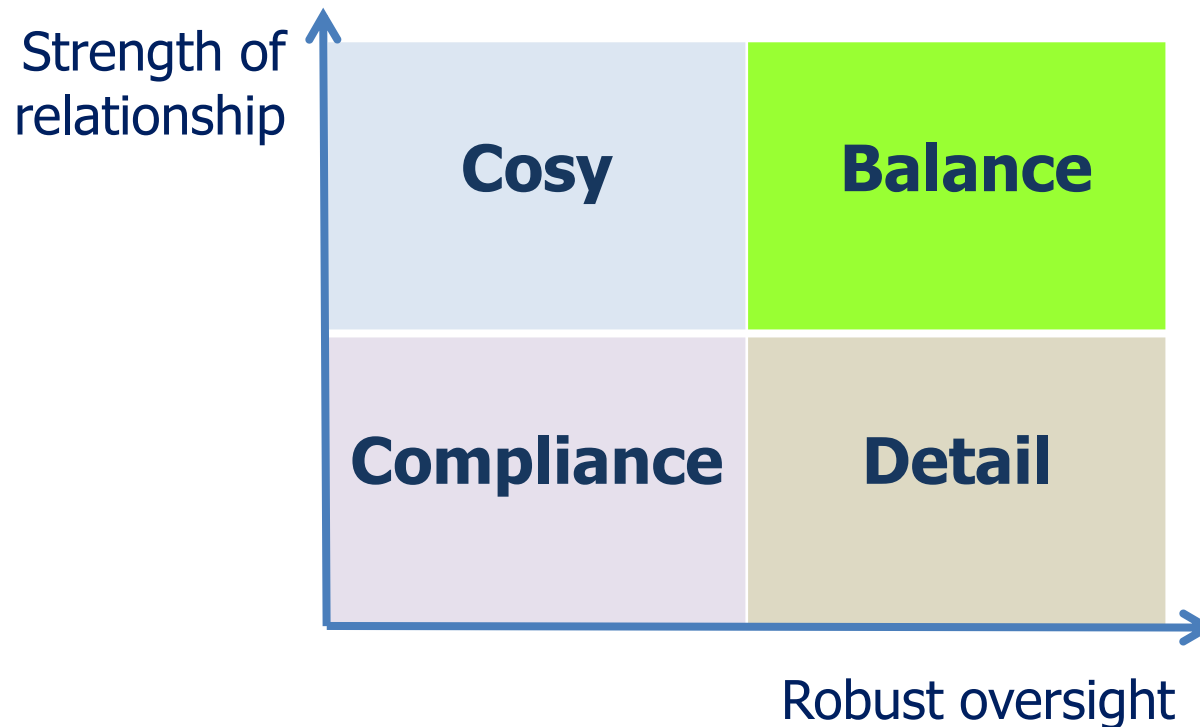 Strength of
relationship
Cosy
Balance
Compliance
Detail
Robust oversight